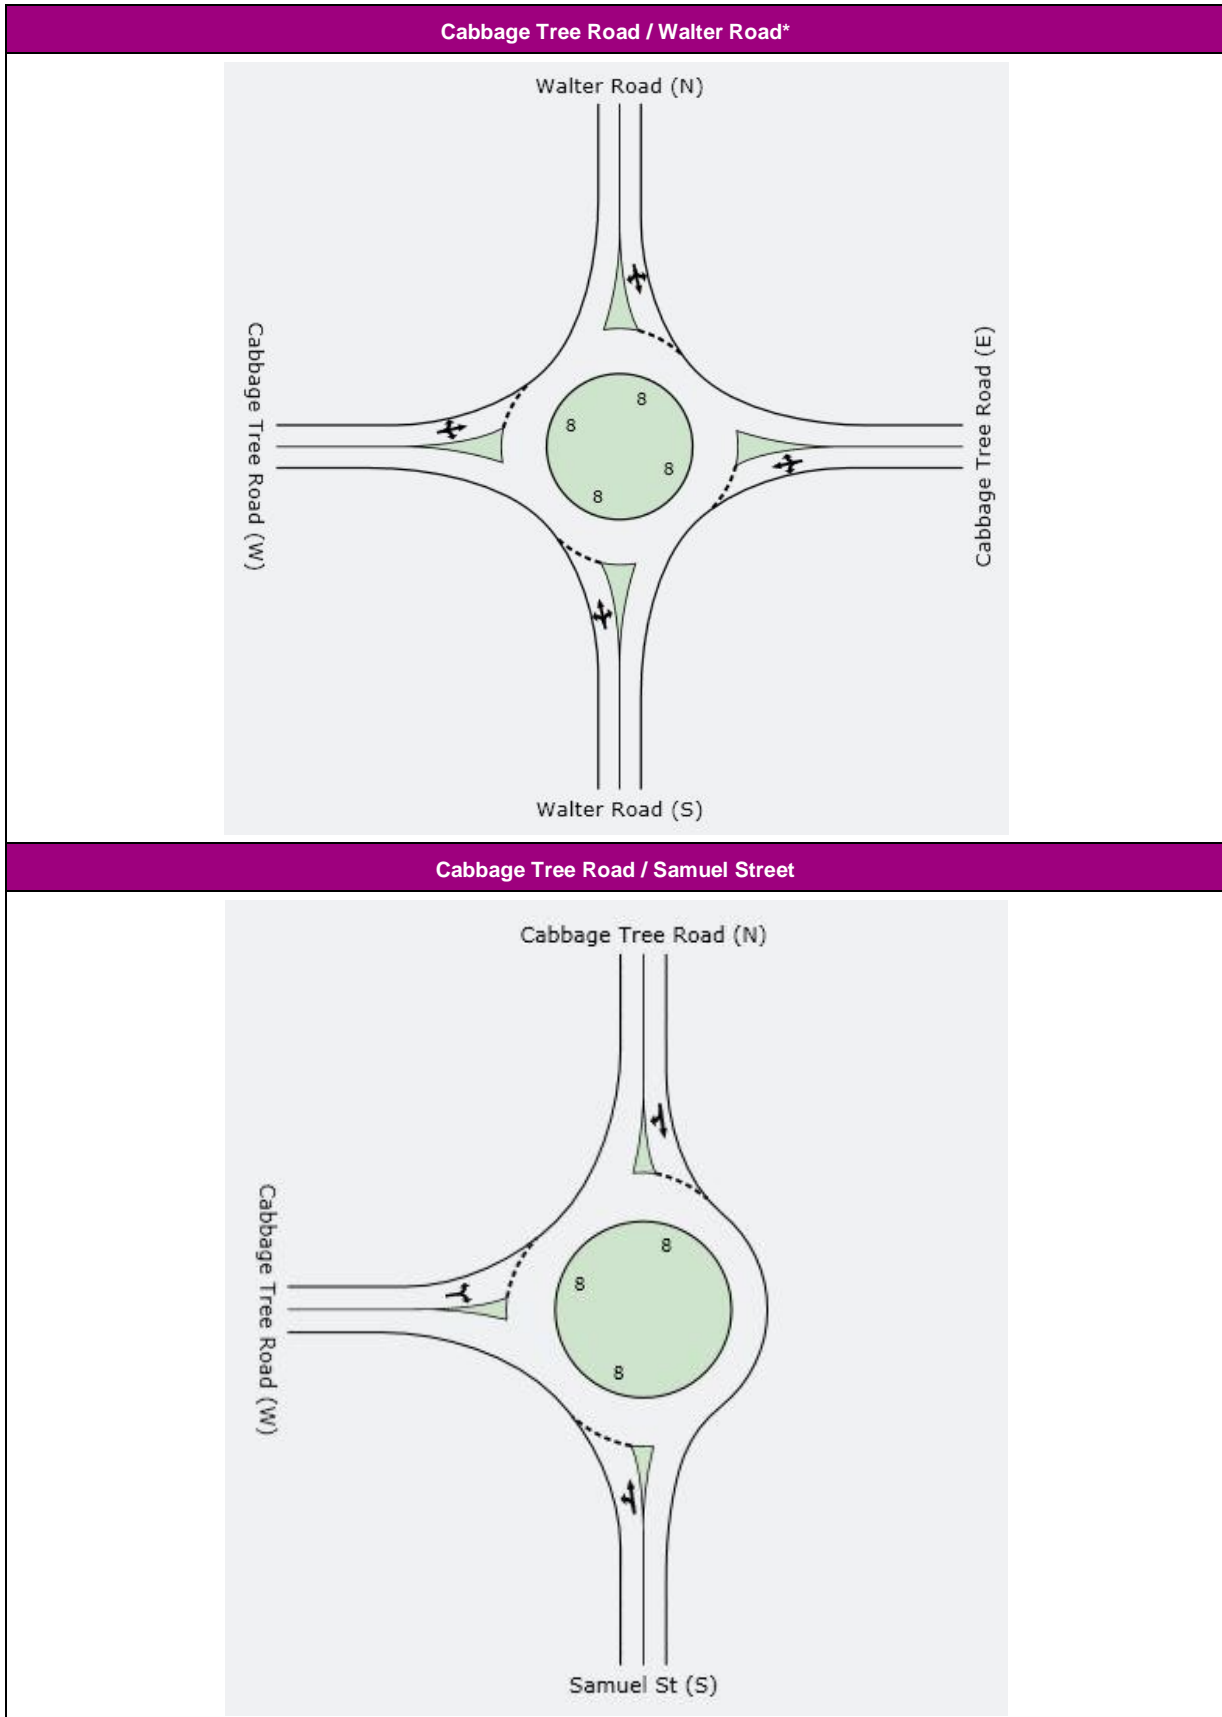 Cabbage Tree Road / Walter Road*
Walter Road (N)
Cabbage Tree Road (W)
Cabbage Tree Road (E)
8
8
8
8
Walter Road (S)
Cabbage Tree Road / Samuel Street
Cabbage Tree Road (N)
Cabbage Tree Road (W)
8
8
8
Samuel St (S)